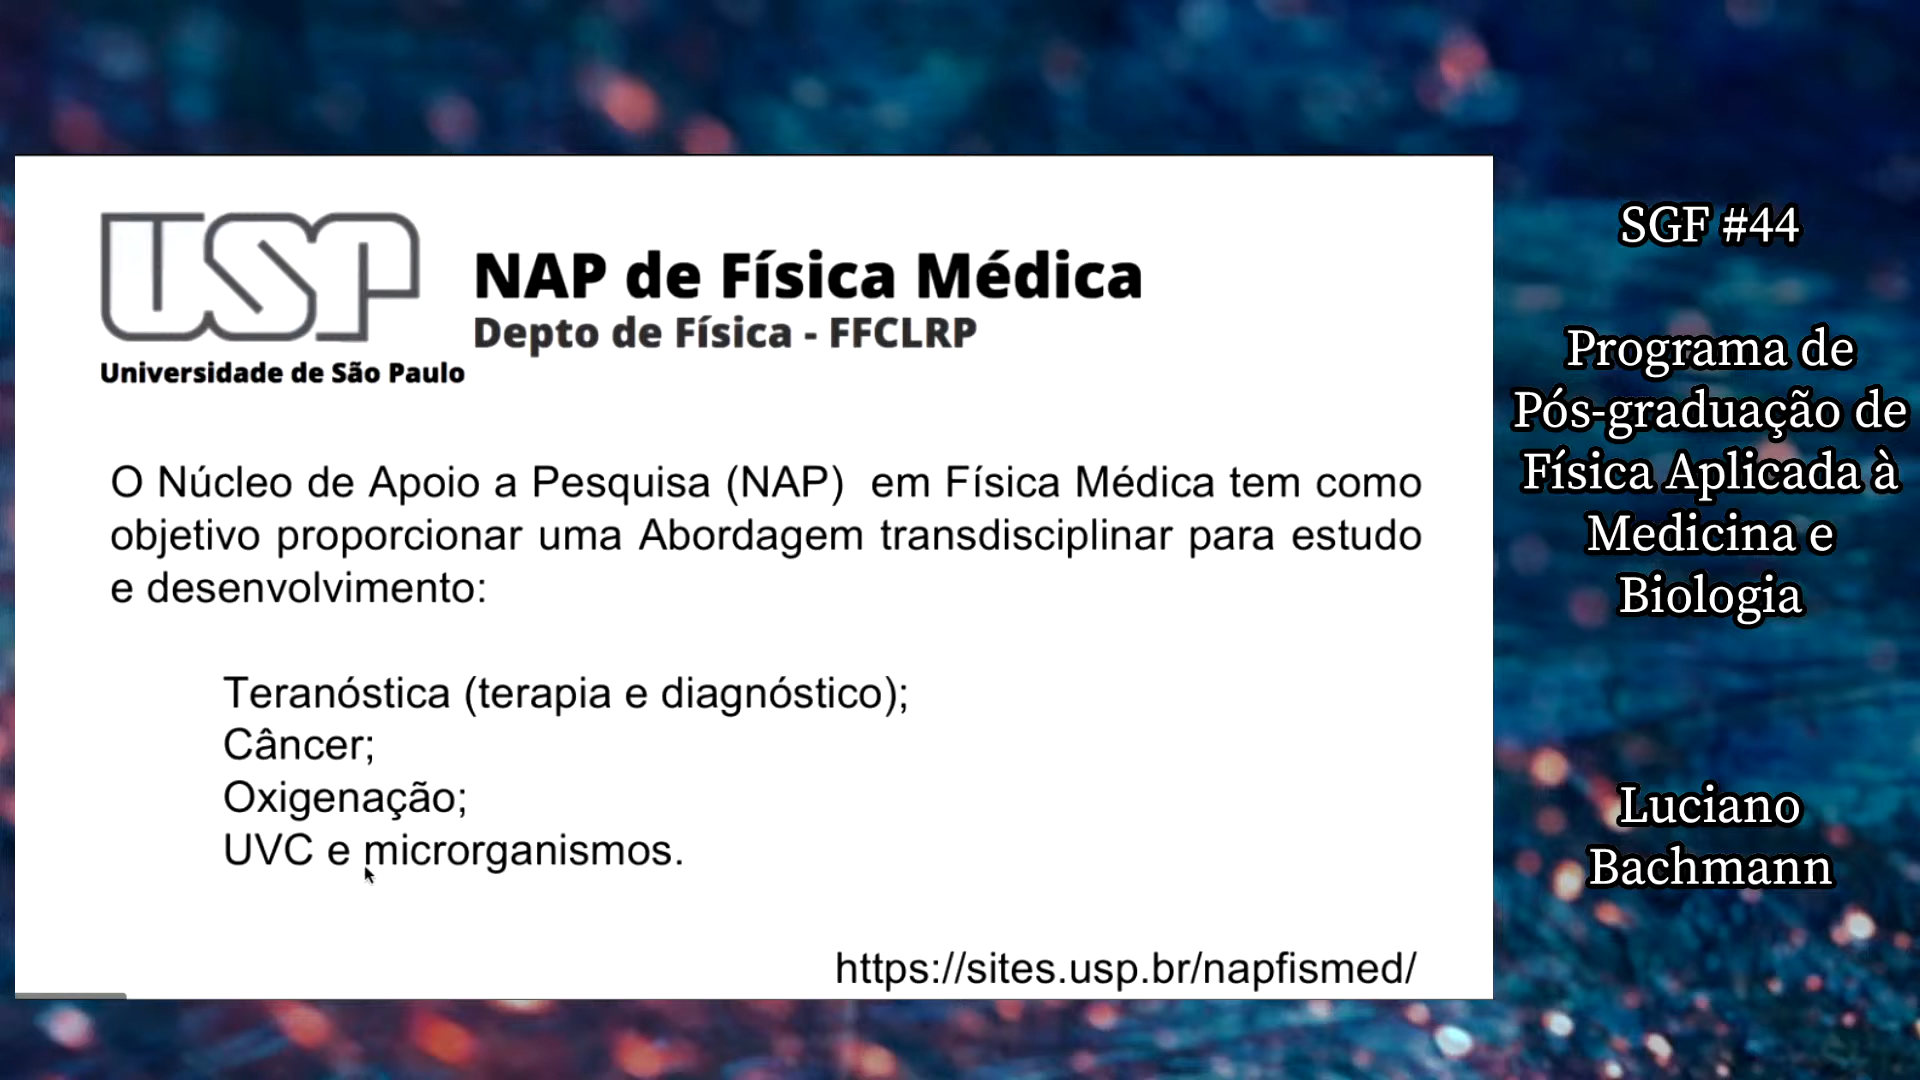 USP
Universidade de São Paulo
NAP de Física Médica
Depto de Física - FFCLRP
O Núcleo de Apoio a Pesquisa (NAP)  em Física Médica tem como
objetivo proporcionar uma Abordagem transdisciplinar para estudo
e desenvolvimento:
Teranóstica (terapia e diagnóstico);
Câncer;
Oxigenação;
UVC e microrganismos.
https://sites.usp.br/napfismed/
SGF #44
Programa de
Pós-graduação de
Física Aplicada à
Medicina e
Biologia
Luciano
Bachmann